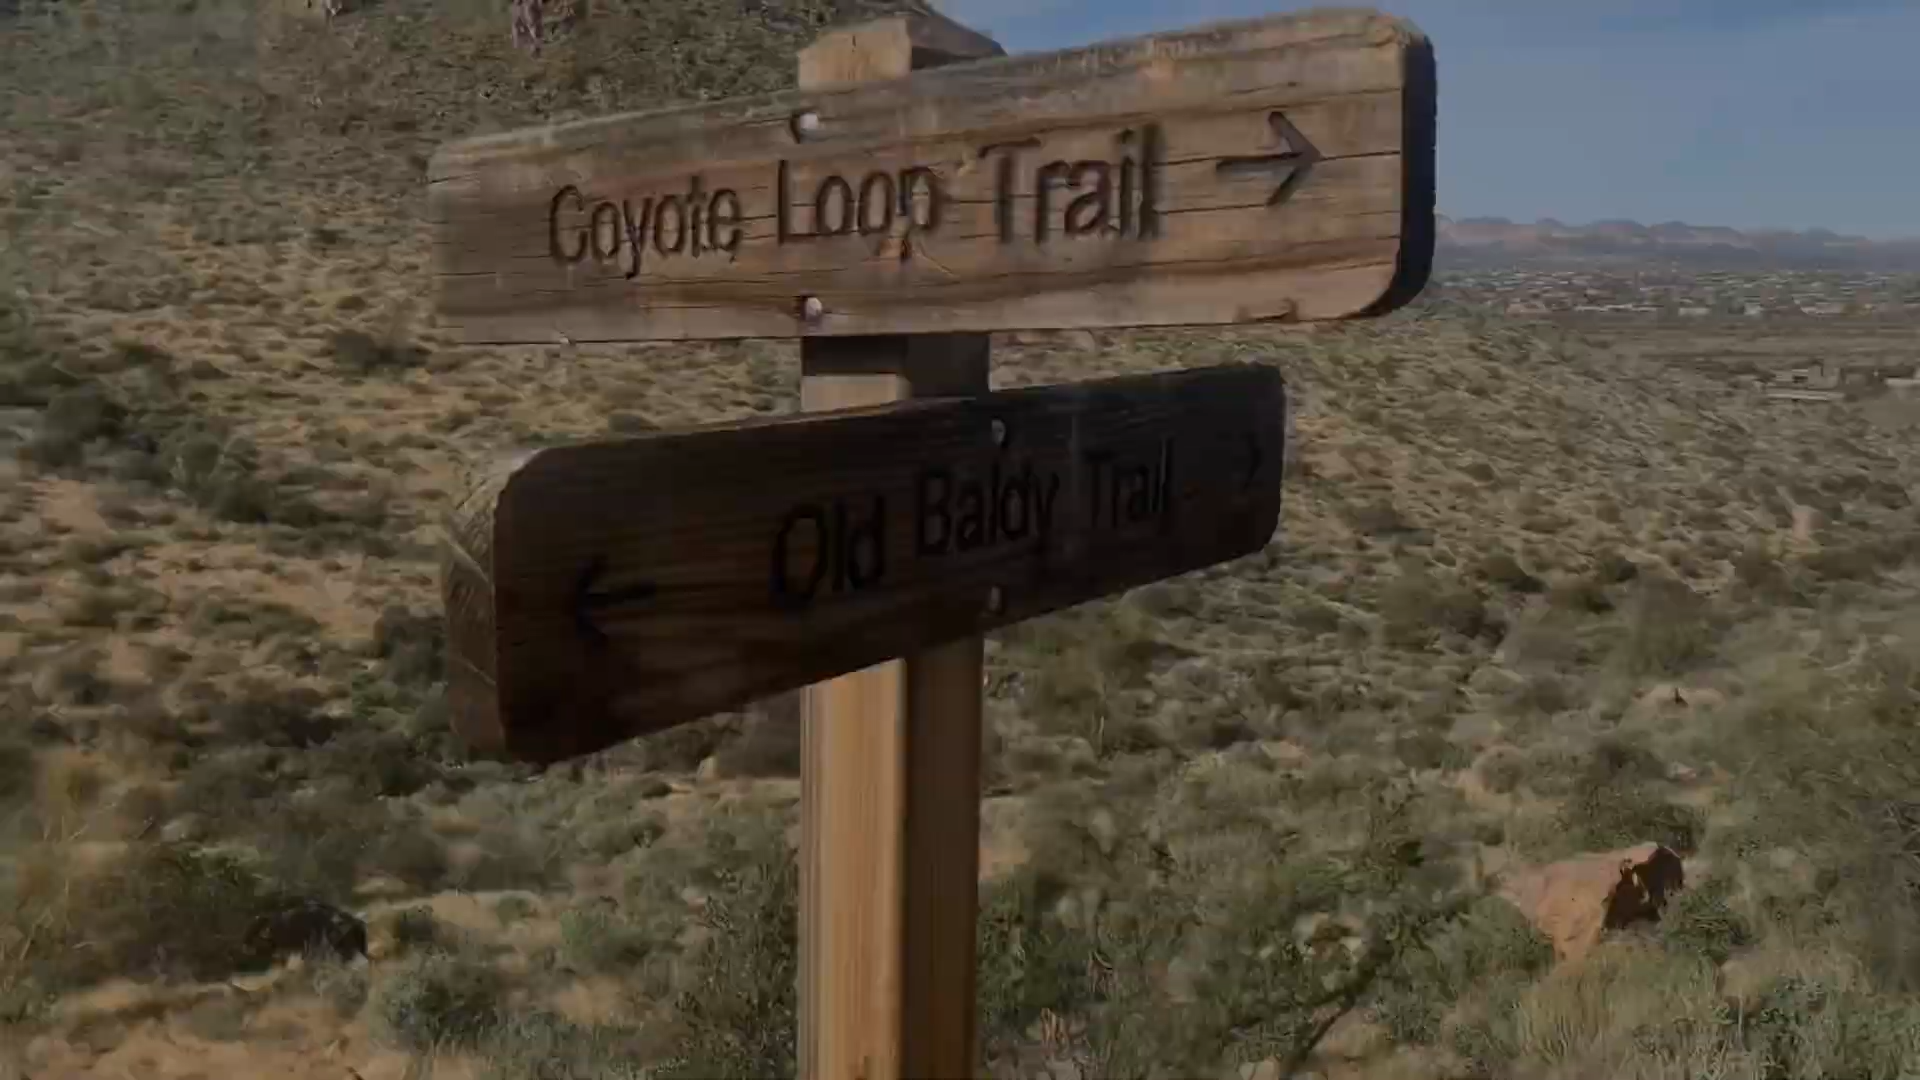 Coyote Loop Trail →
← Old Baldy Trail →